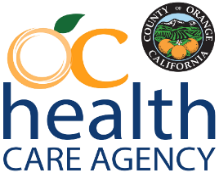 OC
COUNTY OF ORANGE
CALIFORNIA
health
CARE AGENCY